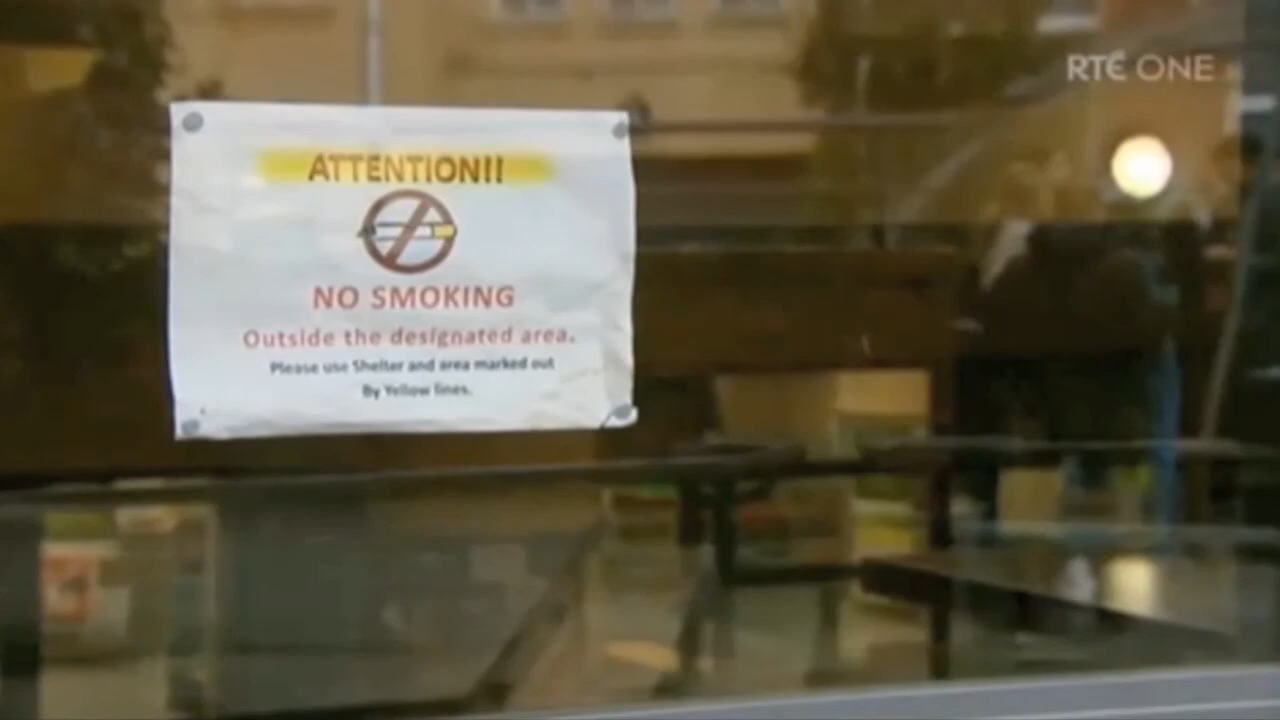 RTÉ ONE
ATTENTION!!
NO SMOKING
Outside the designated area.
Please use Shelter and area marked out
By Yellow lines.